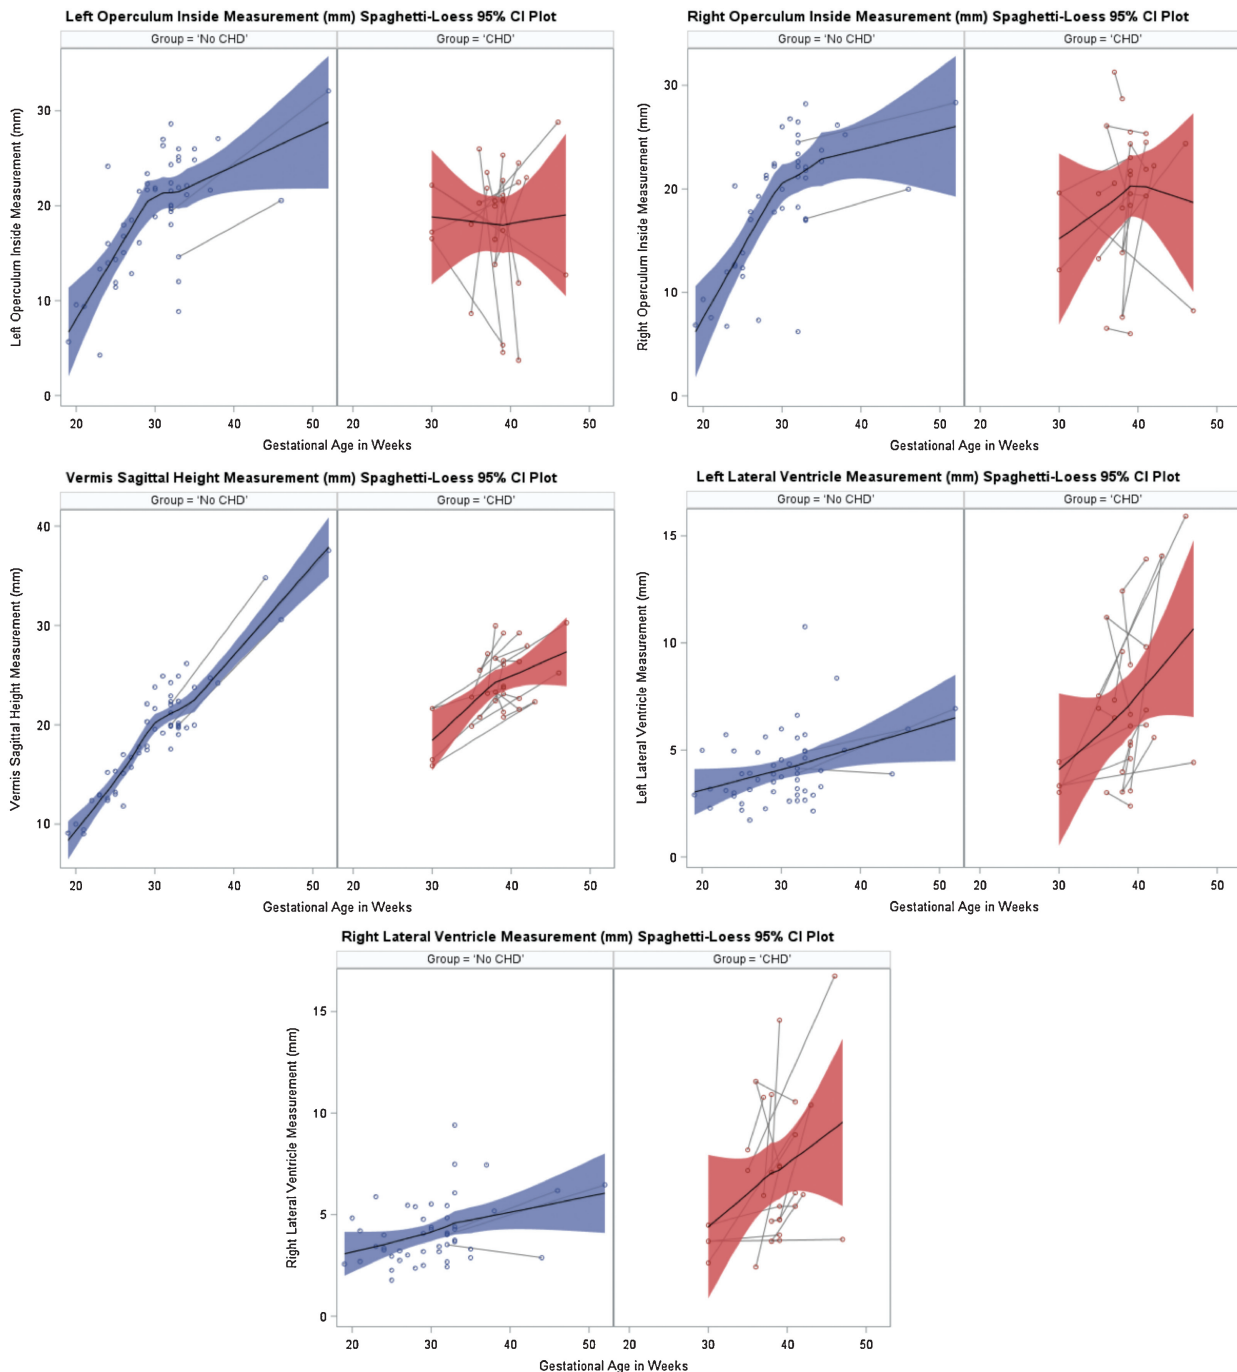 Left Operculum Inside Measurement (mm) Spaghetti-Loess 95% CI Plot
Group = 'No CHD'
Group = 'CHD'
Left Operculum Inside Measurement (mm)
30
20
10
0
20 30 40 50 20 30 40 50
Gestational Age in Weeks
Right Operculum Inside Measurement (mm) Spaghetti-Loess 95% CI Plot
Group = 'No CHD'
Group = 'CHD'
Right Operculum Inside Measurement (mm)
30
20
10
0
20 30 40 50 20 30 40 50
Gestational Age in Weeks
Vermis Sagittal Height Measurement (mm) Spaghetti-Loess 95% CI Plot
Group = 'No CHD'
Group = 'CHD'
Vermis Sagittal Height Measurement (mm)
40
30
20
10
20 30 40 50 20 30 40 50
Gestational Age in Weeks
Left Lateral Ventricle Measurement (mm) Spaghetti-Loess 95% CI Plot
Group = 'No CHD'
Group = 'CHD'
Left Lateral Ventricle Measurement (mm)
15
10
5
0
20 30 40 50 20 30 40 50
Gestational Age in Weeks
Right Lateral Ventricle Measurement (mm) Spaghetti-Loess 95% CI Plot
Group = 'No CHD'
Group = 'CHD'
Right Lateral Ventricle Measurement (mm)
15
10
5
0
20 30 40 50 20 30 40 50
Gestational Age in Weeks